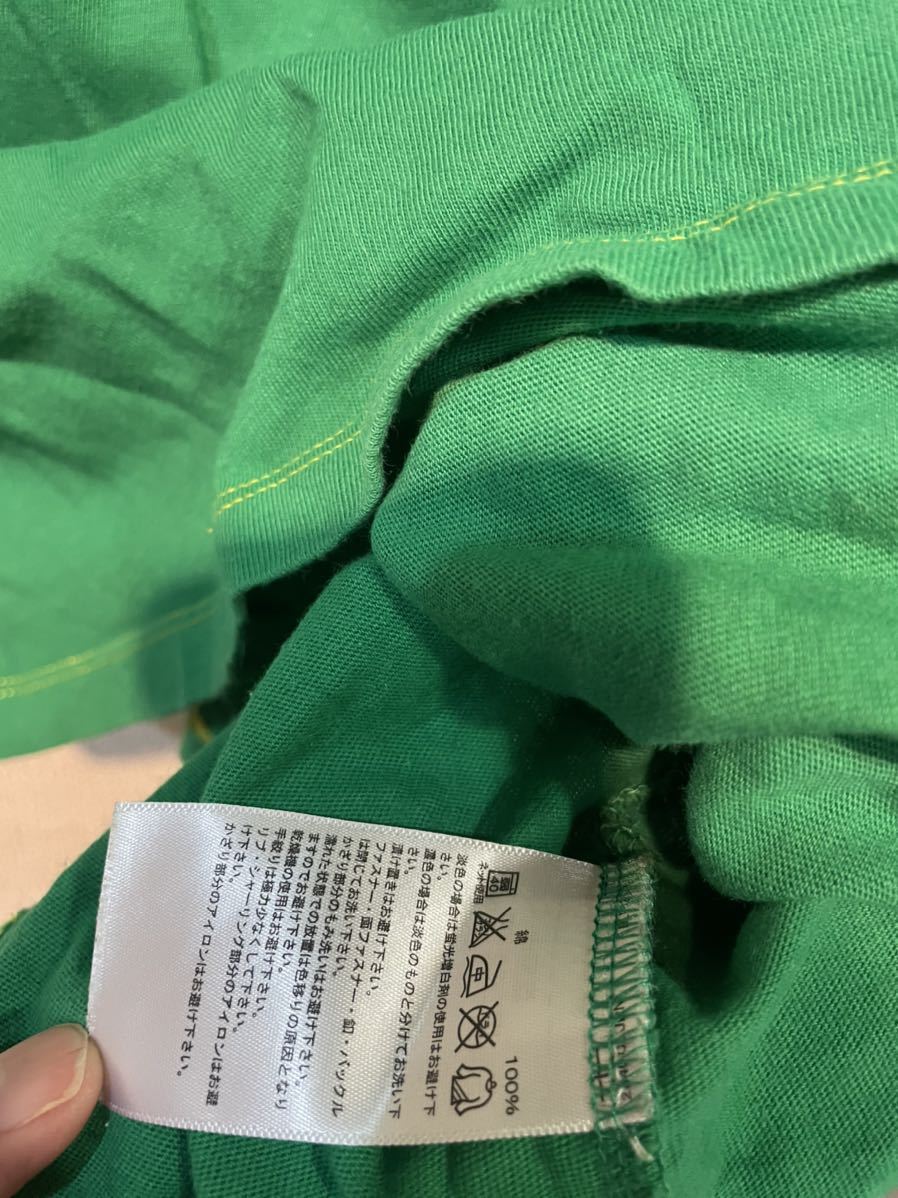 綿 100%
40
ネット使用
淡色の場合は蛍光増白剤の使用はお避け下
さい。
濃色の場合は淡色のものと分けてお洗い下
さい。
漬け置きはお避け下さい。
ファスナー・面ファスナー・釦・バックル
は閉じてお洗い下さい。
かざり部分のもみ洗いはお避け下さい。
濡れた状態での放置は色移りの原因となり
ますのでお避け下さい。
乾燥機の使用はお避け下さい。
手絞りは極力少なくして下さい。
リブ・シャーリング部分のアイロンはお避
け下さい。
かざり部分のアイロンはお避け下さい。